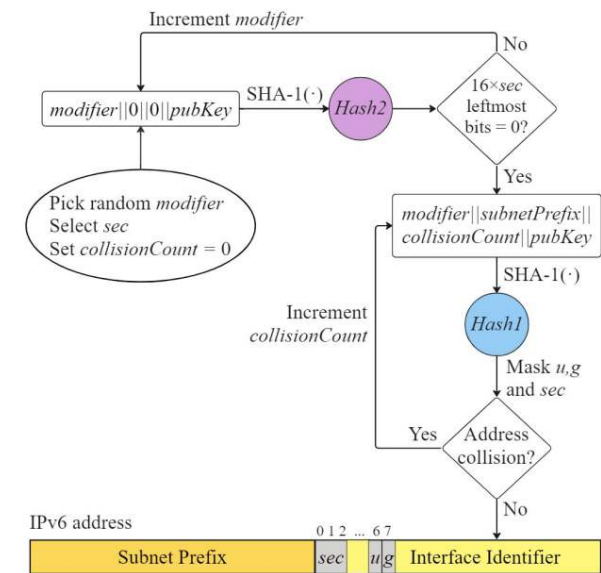 Increment modifier
No
modifier||0||0||pubKey
SHA-1(·)
Hash2
16×sec
leftmost
bits = 0?
Yes
Pick random modifier
Select sec
Set collisionCount = 0
modifier||subnetPrefix||
collisionCount||pubKey
SHA-1(·)
Increment
collisionCount
Hash1
Mask u,g
and sec
Yes
Address
collision?
No
IPv6 address
0 1 2 ... 6 7
Subnet Prefix sec u g Interface Identifier